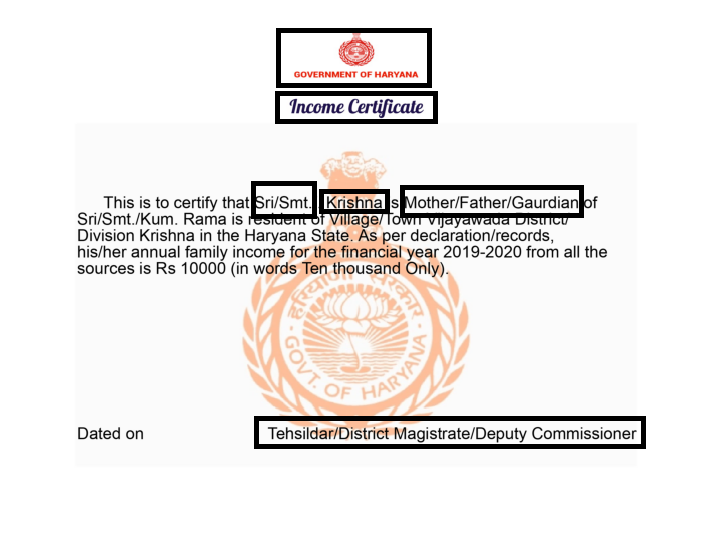 GOVERNMENT OF HARYANA
Income Certificate
This is to certify that Sri/Smt. Krishna is Mother/Father/Gaurdian of
Sri/Smt./Kum. Rama is resident of Village/Town Vijayawada District/
Division Krishna in the Haryana State. As per declaration/records,
his/her annual family income for the financial year 2019-2020 from all the
sources is Rs 10000 (in words Ten thousand Only).
हरियाणा सरकार
GOVT. OF HARYANA
Dated on Tehsildar/District Magistrate/Deputy Commissioner